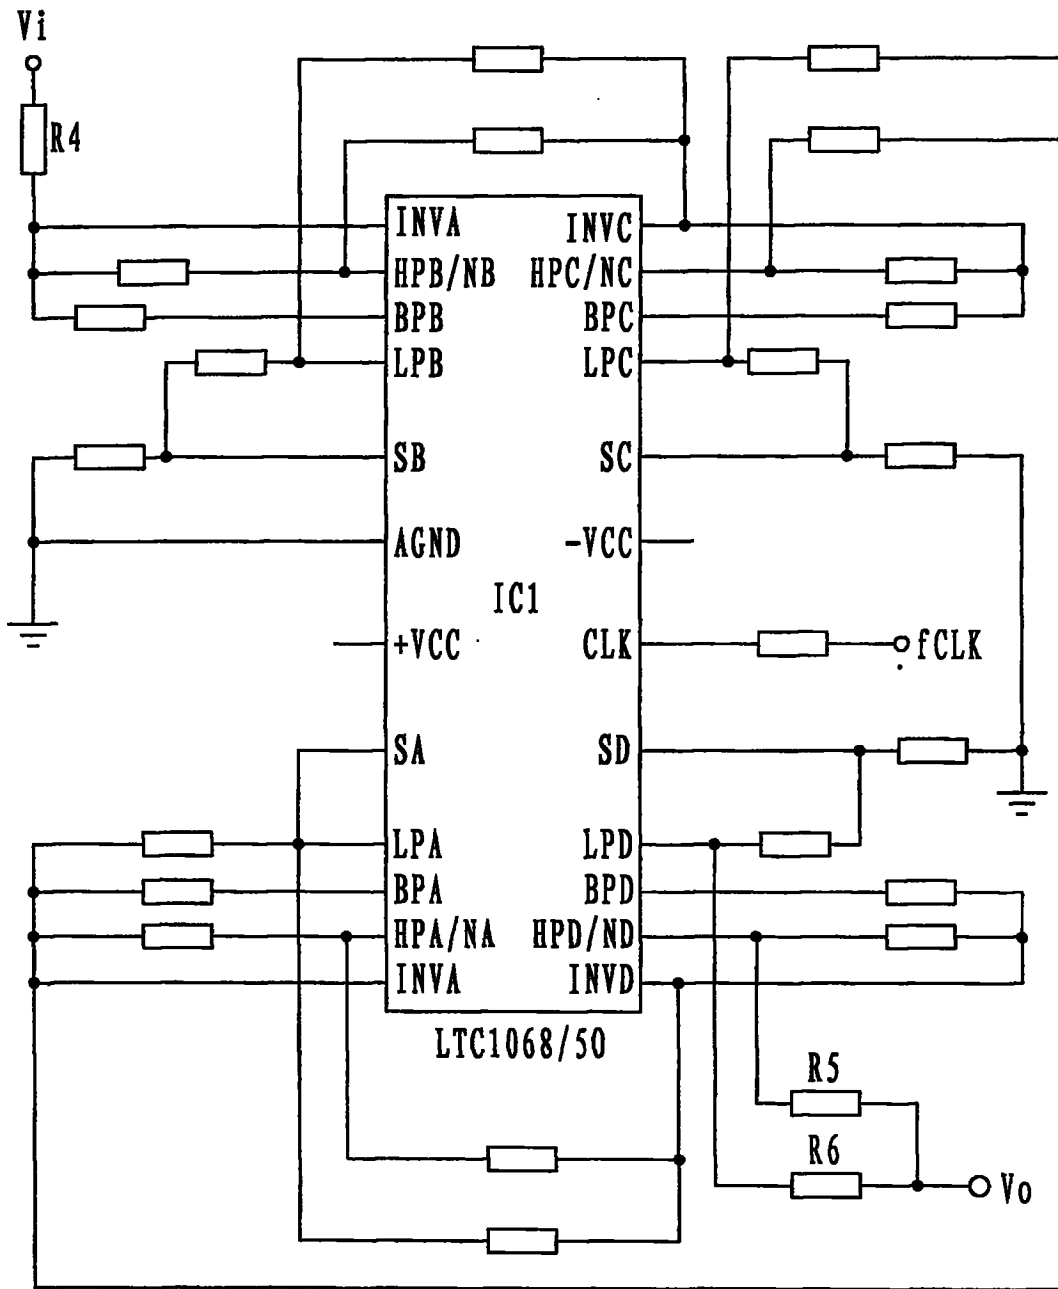 Vi
R4
INVA INVC
HPB/NB HPC/NC
BPB BPC
LPB LPC
SB SC
AGND -VCC
IC1
+VCC CLK fCLK
SA SD
LPA LPD
BPA BPD
HPA/NA HPD/ND
INVA INVD
LTC1068/50
R5
R6
Vo